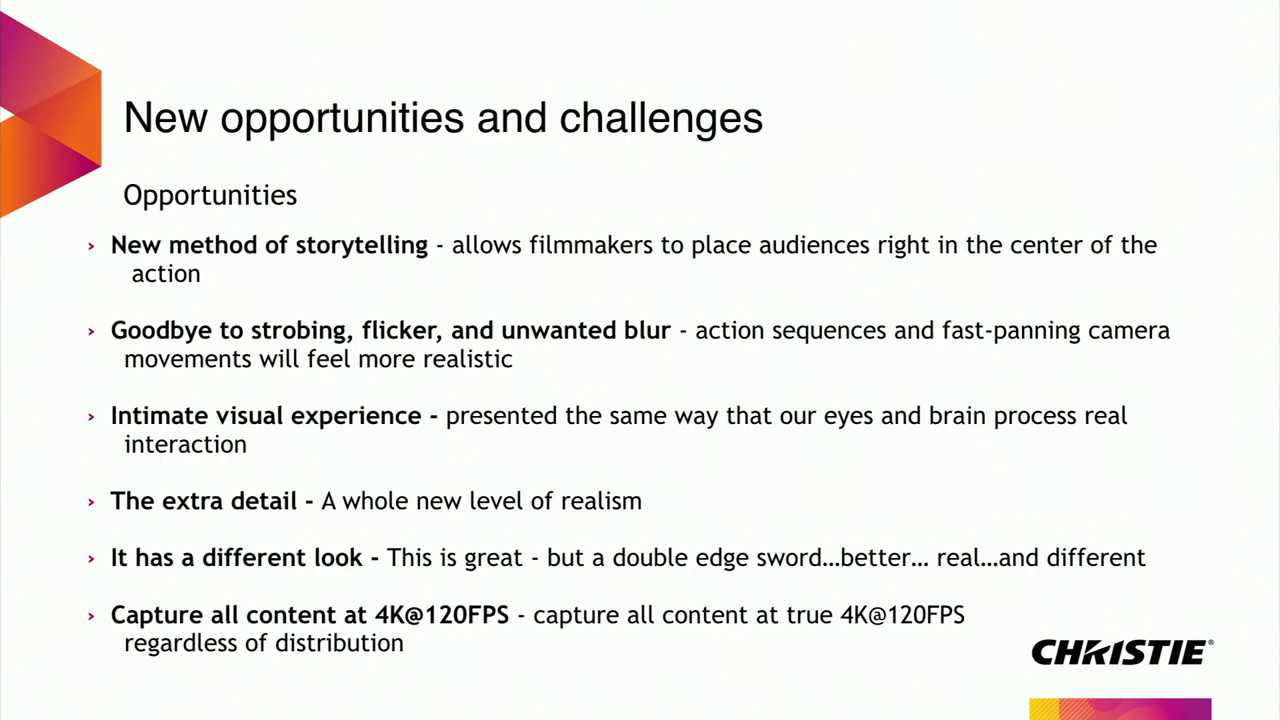 New opportunities and challenges
Opportunities
› New method of storytelling - allows filmmakers to place audiences right in the center of the
action
› Goodbye to strobing, flicker, and unwanted blur - action sequences and fast-panning camera
movements will feel more realistic
› Intimate visual experience - presented the same way that our eyes and brain process real
interaction
› The extra detail - A whole new level of realism
› It has a different look - This is great - but a double edge sword…better… real…and different
› Capture all content at 4K@120FPS - capture all content at true 4K@120FPS
regardless of distribution
CHRISTIE®